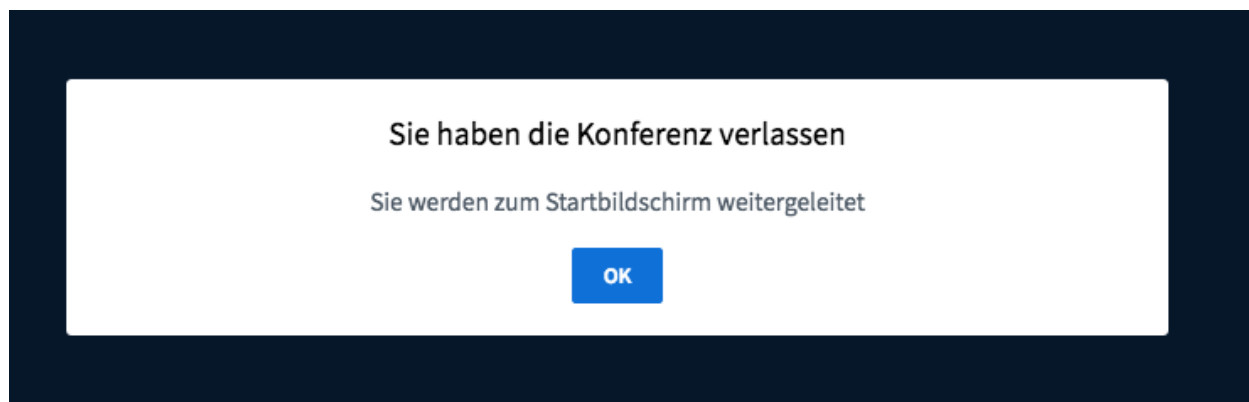 Sie haben die Konferenz verlassen
Sie werden zum Startbildschirm weitergeleitet
OK